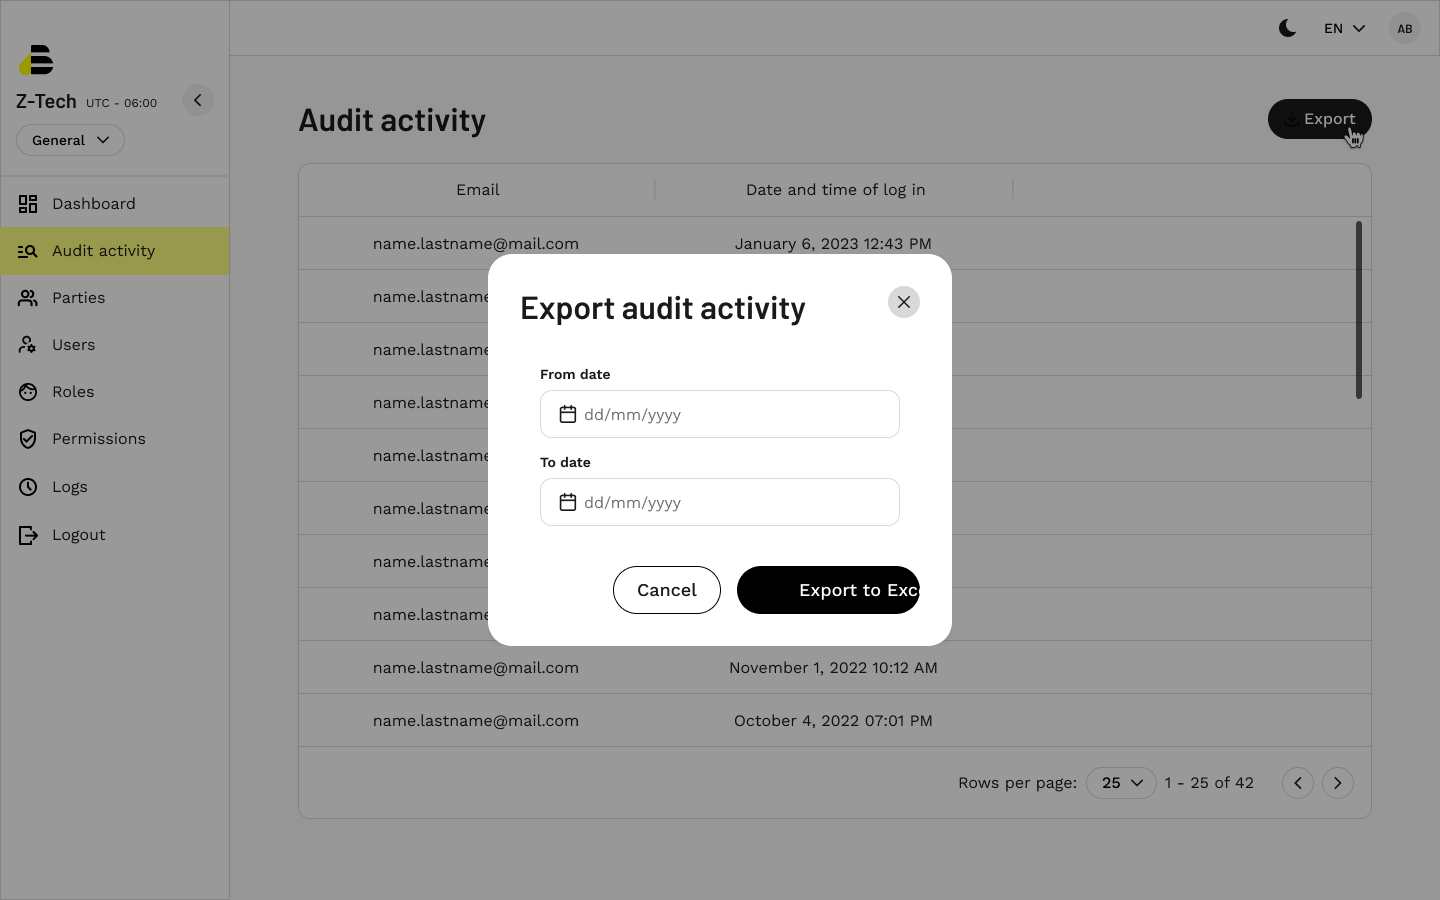 EN
AB
Z-Tech UTC - 06:00
General
Dashboard
Audit activity
Parties
Users
Roles
Permissions
Logs
Logout
Audit activity
Export
Email Date and time of log in
name.lastname@mail.com January 6, 2023 12:43 PM
name.lastname
name.lastname
name.lastname
name.lastname
name.lastname
name.lastname
name.lastname
name.lastname@mail.com November 1, 2022 10:12 AM
name.lastname@mail.com October 4, 2022 07:01 PM
Rows per page: 25 1 - 25 of 42
Export audit activity
From date
dd/mm/yyyy
To date
dd/mm/yyyy
Cancel
Export to Exc